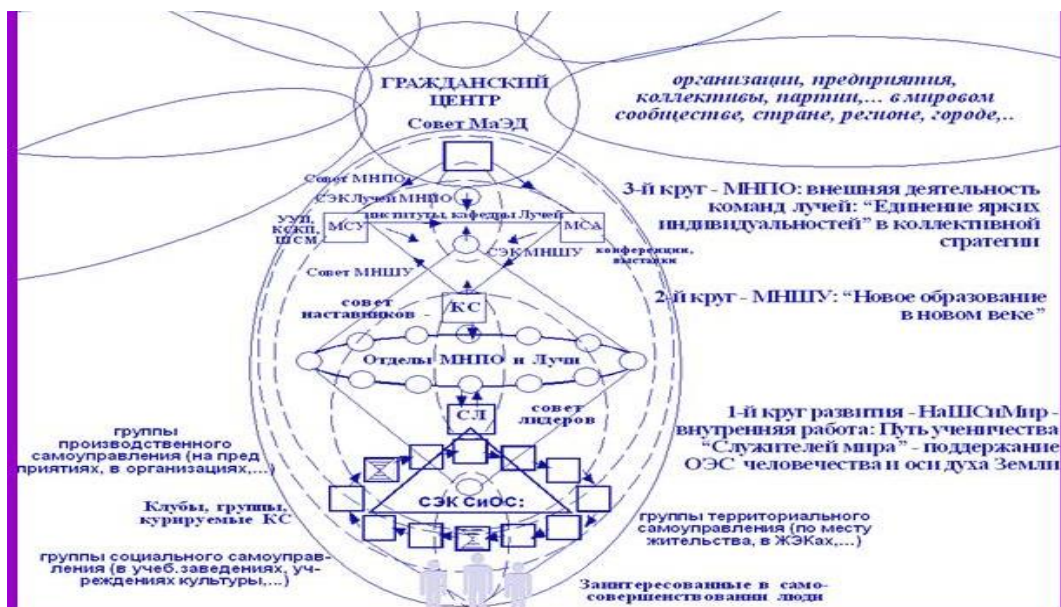 ГРАЖДАНСКИЙ
ЦЕНТР
Совет МаЭД
организации, предприятия,
коллективы, партии,... в мировом
сообществе, стране, регионе, городе,..
Совет МНПО
СЭК Лучей МНПО
институты, кафедры Лучей
УУП,
КСКП,
ШСМ
МСУ
МСА
СЭК МНШУ
конференции,
выставки
Совет МНШУ
3-й круг - МНПО: внешняя деятельность
команд лучей: “Единение ярких
индивидуальностей” в коллективной
стратегии
совет
наставников -
КС
2-й круг - МНШУ: “Новое образование
в новом веке”
Отделы МНПО и Лучи
СЛ
совет
лидеров
1-й круг развития - НаШСиМир -
внутренняя работа: Путь ученичества
“Служителей мира” - поддержание
ОЭС человечества и оси духа Земли
группы
производственного
самоуправления (на пред
приятиях, в организациях,...)
СЭК СиОС:
Клубы, группы,
курируемые КС
группы территориального
самоуправления (по месту
жительства, в ЖЭКах,...)
группы социального самоуправ-
ления (в учеб.заведениях, уч-
реждениях культуры,...)
Заинтересованные в само-
совершенствовании люди